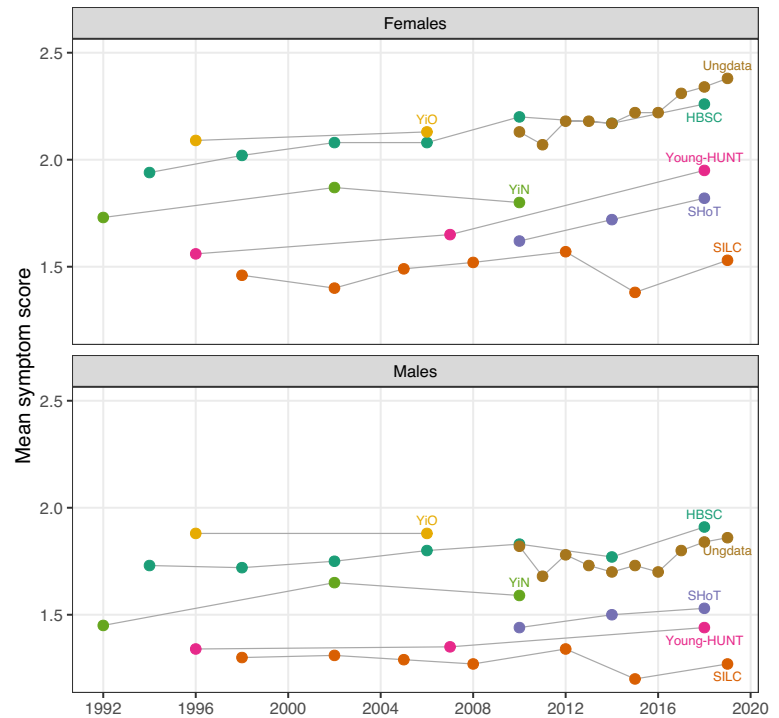 Females
2.5
2.0
1.5
Ungdata
YiO
HBSC
Young-HUNT
YiN
SHoT
SILC
Mean symptom score
Males
2.5
2.0
1.5
HBSC
YiO
Ungdata
YiN
SHoT
Young-HUNT
SILC
1992 1996 2000 2004 2008 2012 2016 2020